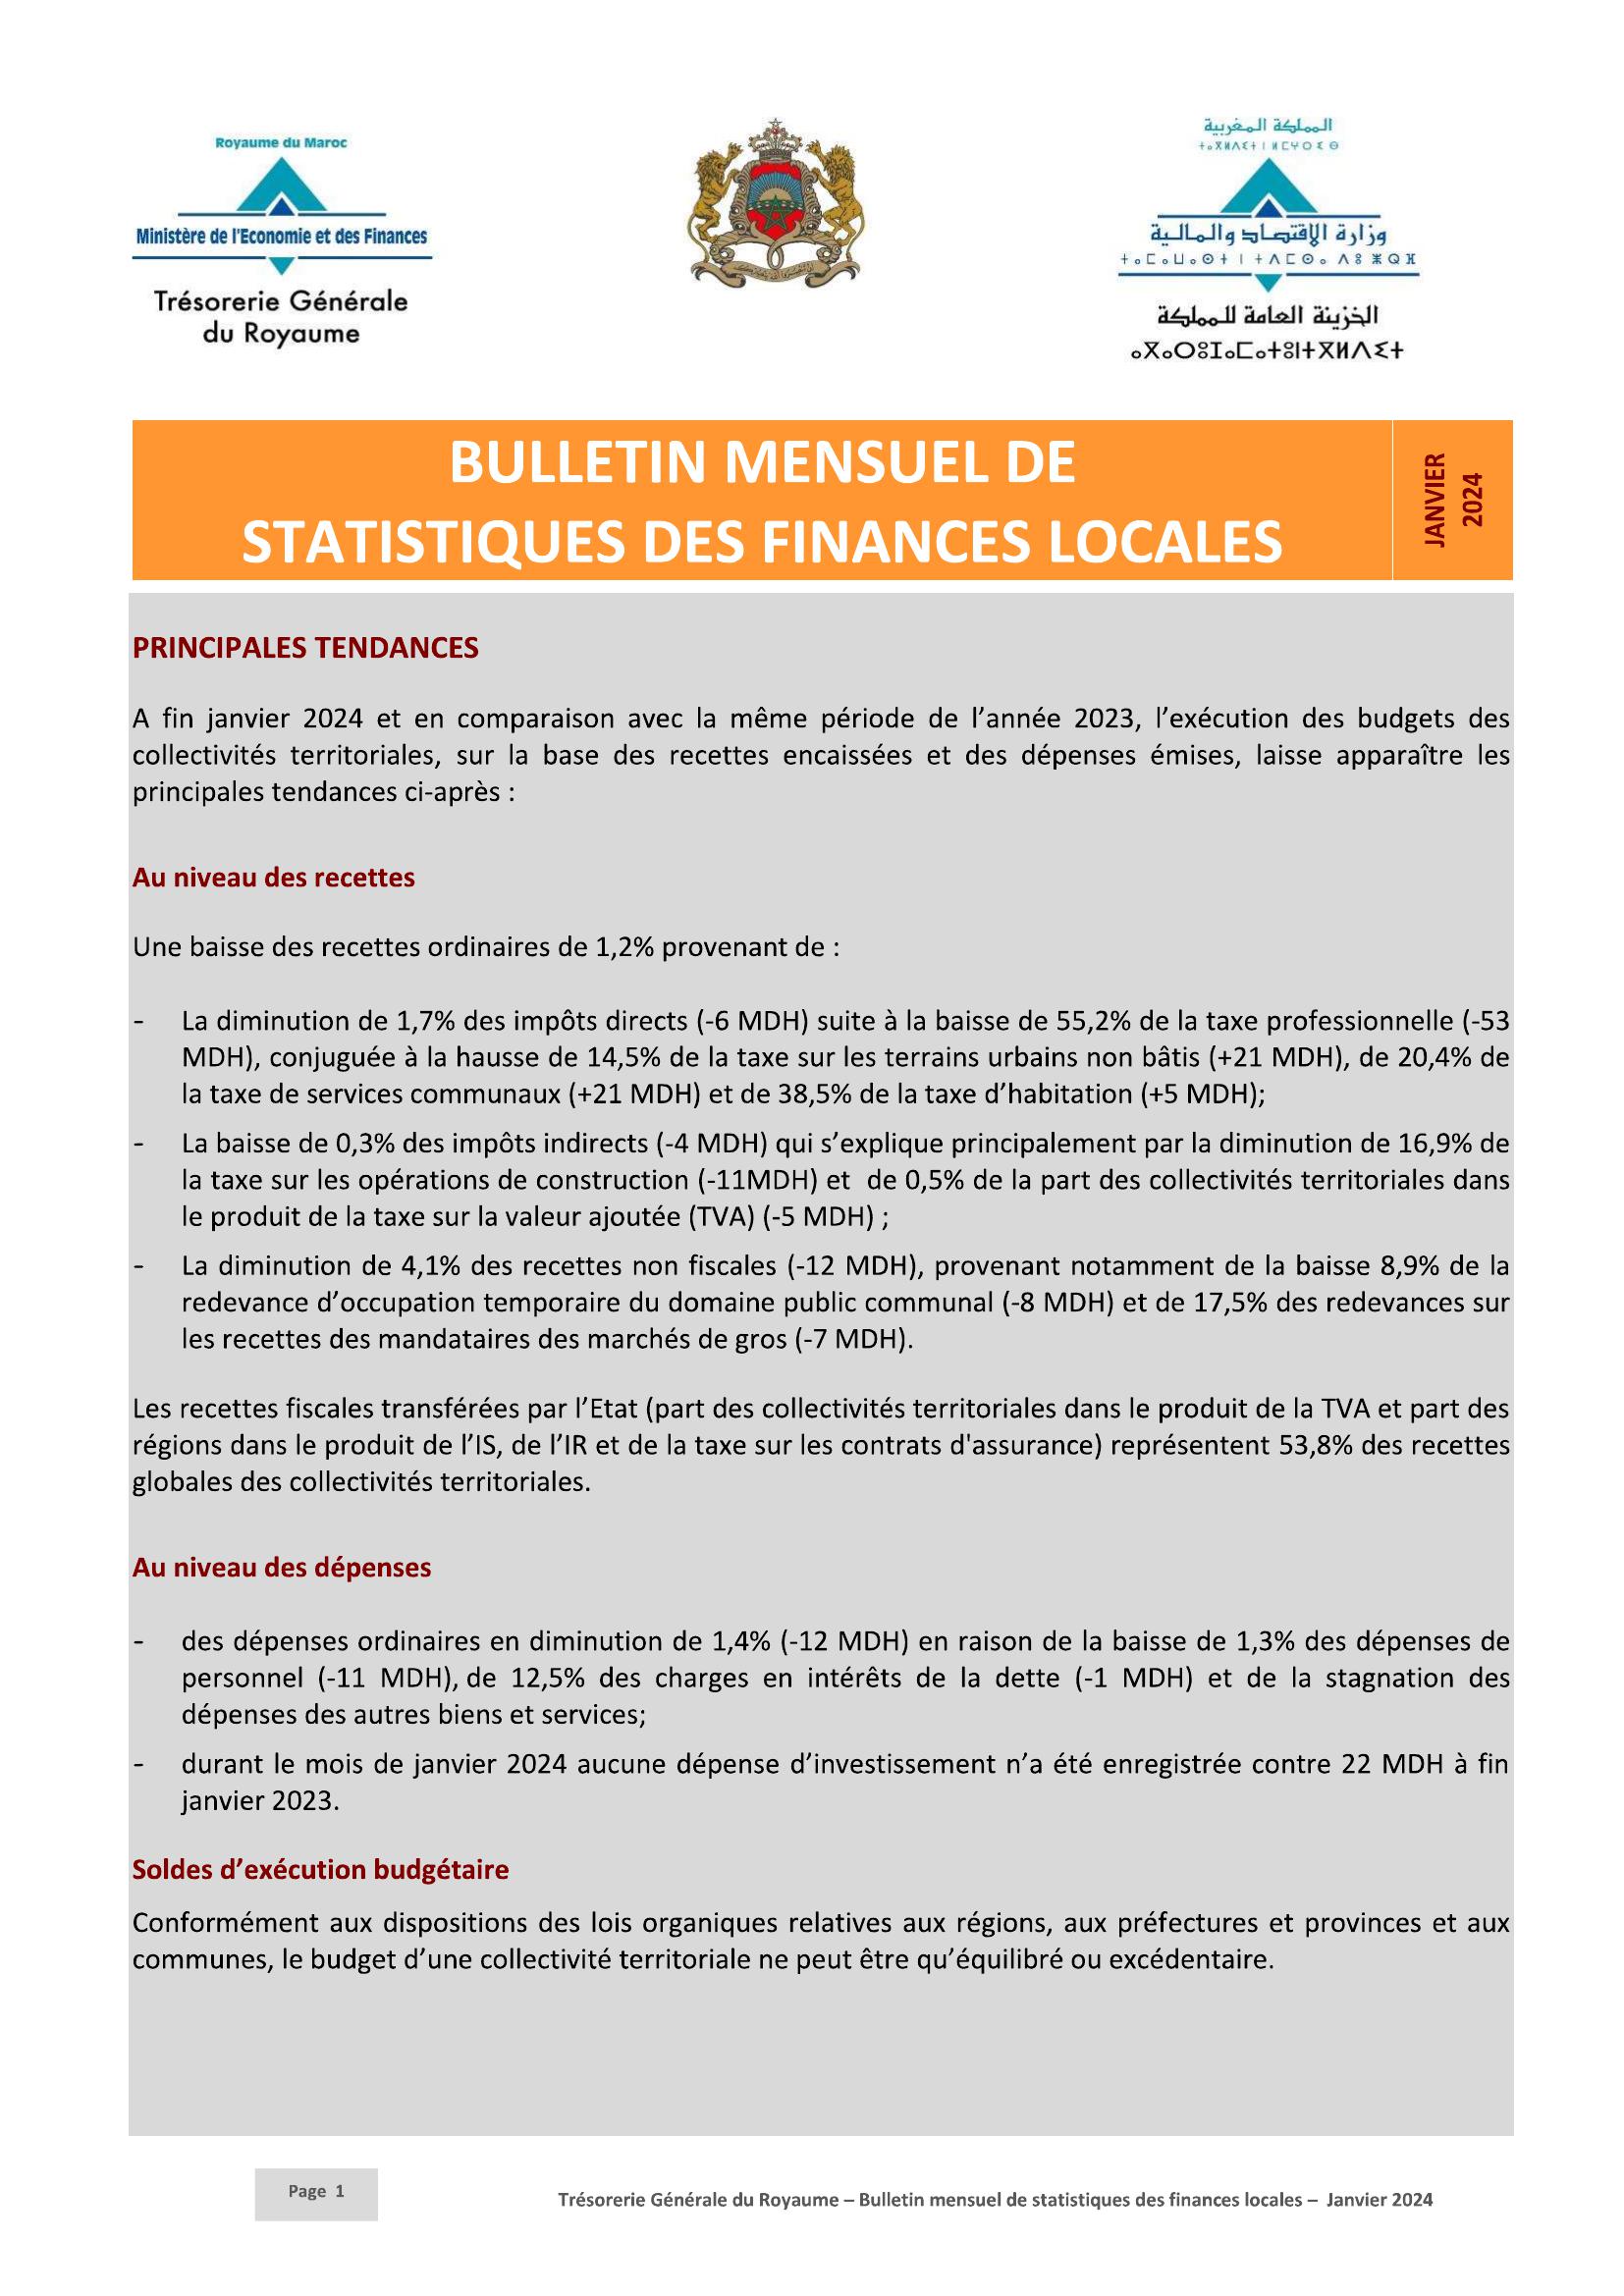 Royaume du Maroc
Ministère de l'Economie et des Finances
Trésorerie Générale
du Royaume
المملكة المغربية
ⵜⴰⴳⵍⴷⵉⵜ ⵏ ⵍⵎⵖⵔⵉⴱ
وزارة الإقتصاد والمالية
الخزينة العامة للمملكة
BULLETIN MENSUEL DE
STATISTIQUES DES FINANCES LOCALES
JANVIER
2024
PRINCIPALES TENDANCES
A fin janvier 2024 et en comparaison avec la même période de l’année 2023, l’exécution des budgets des
collectivités territoriales, sur la base des recettes encaissées et des dépenses émises, laisse apparaître les
principales tendances ci-après :
Au niveau des recettes
Une baisse des recettes ordinaires de 1,2% provenant de :
- La diminution de 1,7% des impôts directs (-6 MDH) suite à la baisse de 55,2% de la taxe professionnelle (-53
MDH), conjuguée à la hausse de 14,5% de la taxe sur les terrains urbains non bâtis (+21 MDH), de 20,4% de
la taxe de services communaux (+21 MDH) et de 38,5% de la taxe d’habitation (+5 MDH);
- La baisse de 0,3% des impôts indirects (-4 MDH) qui s’explique principalement par la diminution de 16,9% de
la taxe sur les opérations de construction (-11MDH) et de 0,5% de la part des collectivités territoriales dans
le produit de la taxe sur la valeur ajoutée (TVA) (-5 MDH) ;
- La diminution de 4,1% des recettes non fiscales (-12 MDH), provenant notamment de la baisse 8,9% de la
redevance d’occupation temporaire du domaine public communal (-8 MDH) et de 17,5% des redevances sur
les recettes des mandataires des marchés de gros (-7 MDH).
Les recettes fiscales transférées par l’Etat (part des collectivités territoriales dans le produit de la TVA et part des
régions dans le produit de l’IS, de l’IR et de la taxe sur les contrats d'assurance) représentent 53,8% des recettes
globales des collectivités territoriales.
Au niveau des dépenses
- des dépenses ordinaires en diminution de 1,4% (-12 MDH) en raison de la baisse de 1,3% des dépenses de
personnel (-11 MDH), de 12,5% des charges en intérêts de la dette (-1 MDH) et de la stagnation des
dépenses des autres biens et services;
- durant le mois de janvier 2024 aucune dépense d’investissement n’a été enregistrée contre 22 MDH à fin
janvier 2023.
Soldes d’exécution budgétaire
Conformément aux dispositions des lois organiques relatives aux régions, aux préfectures et provinces et aux
communes, le budget d’une collectivité territoriale ne peut être qu’équilibré ou excédentaire.
Page 1
Trésorerie Générale du Royaume – Bulletin mensuel de statistiques des finances locales – Janvier 2024